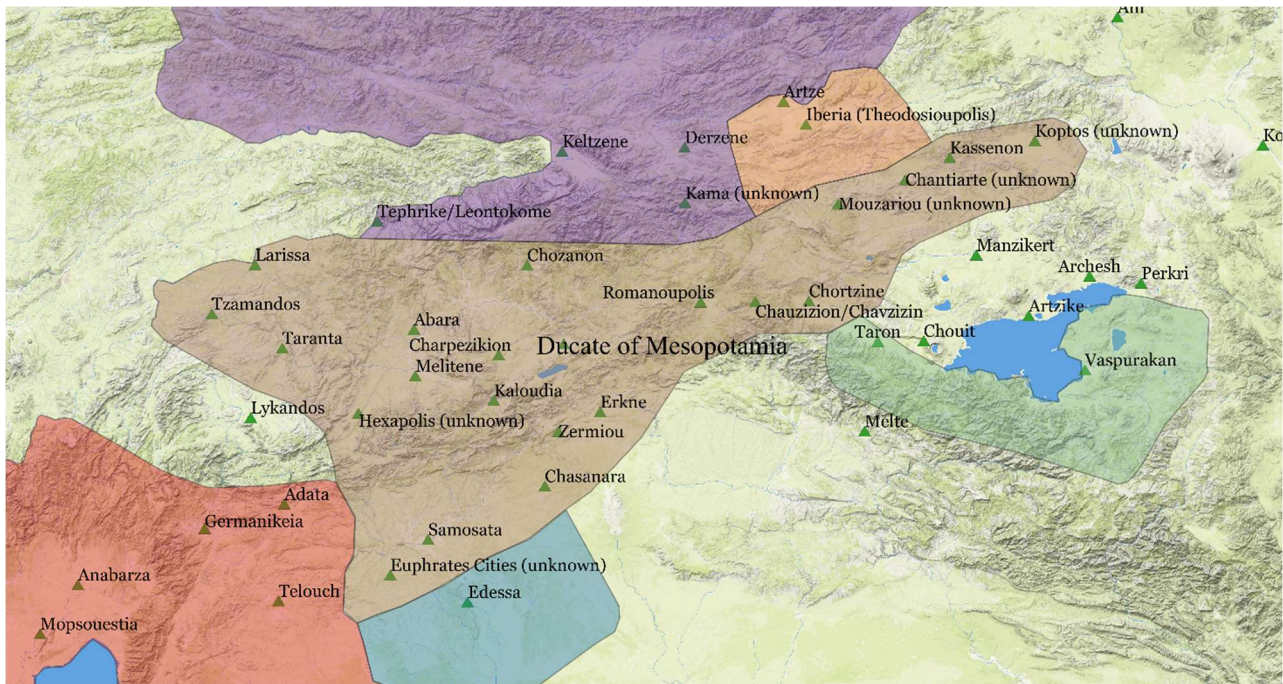 Ani
Artze
Iberia (Theodosioupolis)
Koptos (unknown)
Ko
Keltzene
Derzene
Kassenon
Chantiarte (unknown)
Kama (unknown)
Mouzariou (unknown)
Tephrike/Leontokome
Larissa
Chozanon
Manzikert
Archesh
Perkri
Tzamandos
Romanoupolis
Chortzine
Chauzizion/Chavzizin
Artzike
Abara
Taranta
Charpezikion
Ducate of Mesopotamia
Taron
Chouit
Melitene
Vaspurakan
Kaloudia
Erkne
Lykandos
Hexapolis (unknown)
Zermiou
Melte
Chasanara
Adata
Germanikeia
Samosata
Euphrates Cities (unknown)
Anabarza
Telouch
Edessa
Mopsouestia